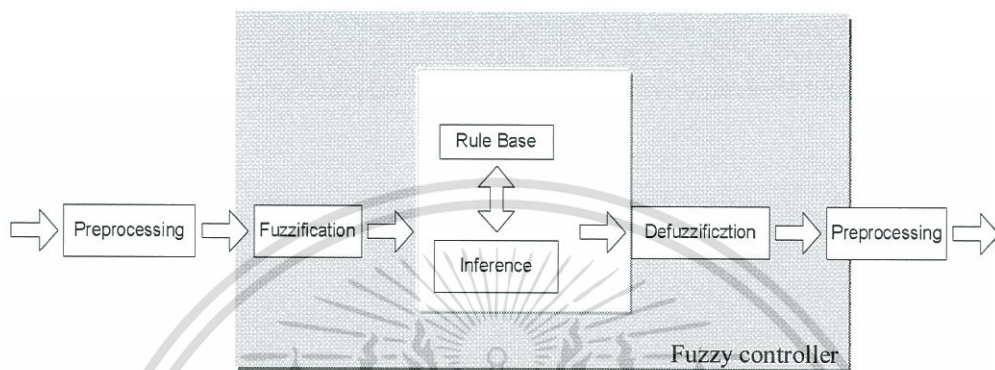 Rule Base
Preprocessing
Fuzzification
Inference
Defuzzificztion
Preprocessing
Fuzzy controller